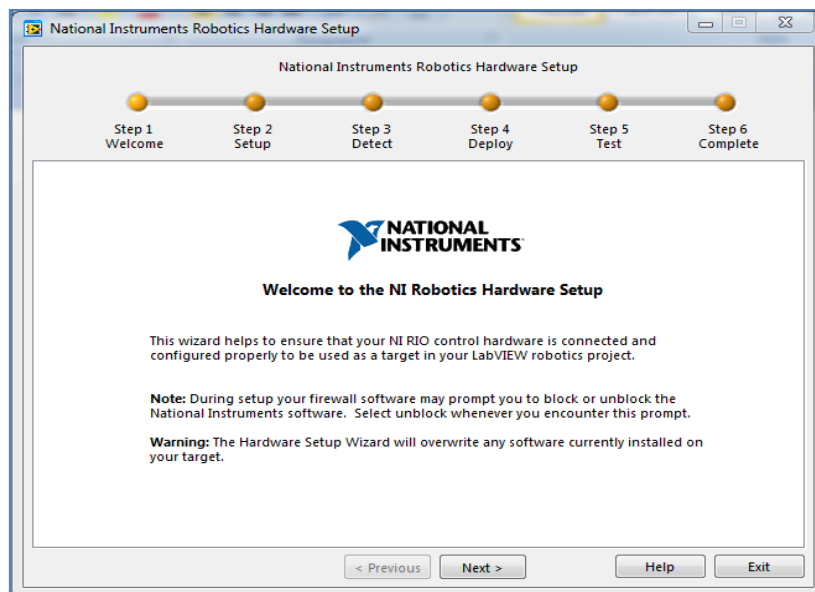 National Instruments Robotics Hardware Setup
National Instruments Robotics Hardware Setup
Step 1
Welcome
Step 2
Setup
Step 3
Detect
Step 4
Deploy
Step 5
Test
Step 6
Complete
NATIONAL
INSTRUMENTS
Welcome to the NI Robotics Hardware Setup
This wizard helps to ensure that your NI RIO control hardware is connected and
configured properly to be used as a target in your LabVIEW robotics project.
Note: During setup your firewall software may prompt you to block or unblock the
National Instruments software. Select unblock whenever you encounter this prompt.
Warning: The Hardware Setup Wizard will overwrite any software currently installed on
your target.
< Previous
Next >
Help
Exit